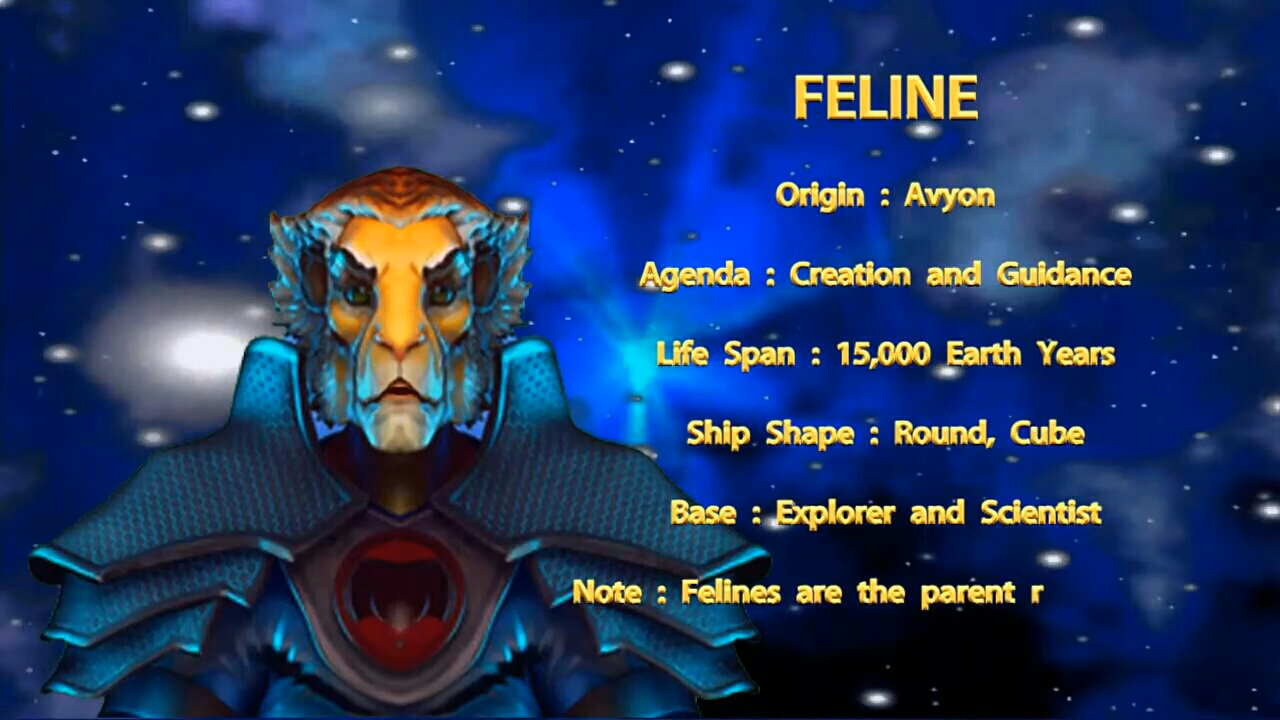 FELINE
Origin : Avyon
Agenda : Creation and Guidance
Life Span : 15,000 Earth Years
Ship Shape : Round, Cube
Base : Explorer and Scientist
Note : Felines are the parent r